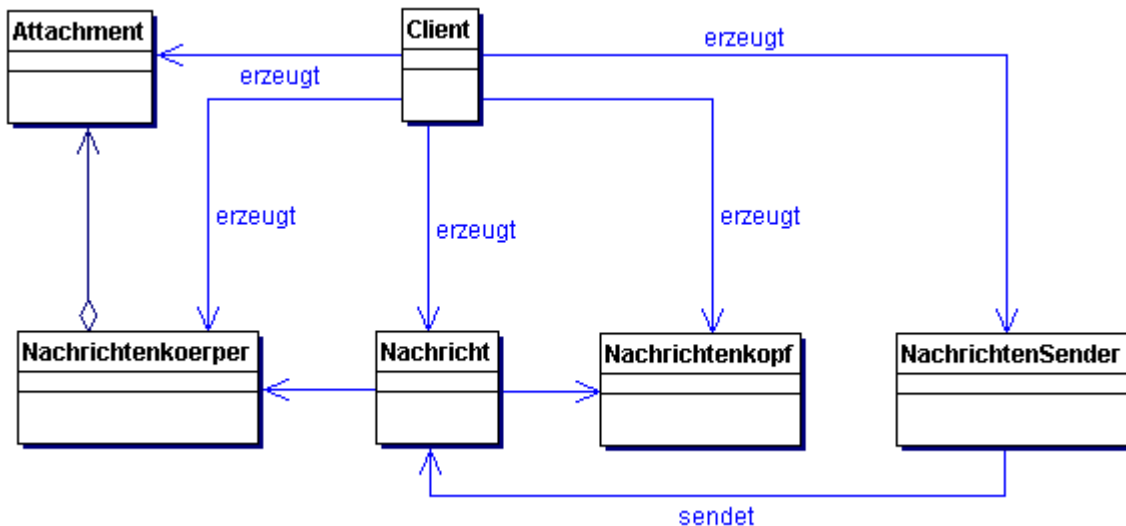 Attachment
Client
erzeugt
erzeugt
erzeugt
erzeugt
erzeugt
Nachrichtenkoerper
Nachricht
Nachrichtenkopf
NachrichtenSender
sendet